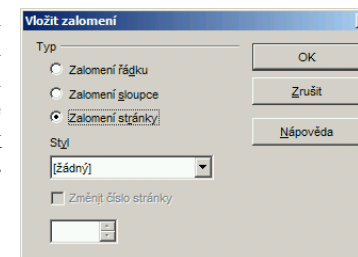 Vložit zalomení
Typ
Zalomení řádku
Zalomení sloupce
Zalomení stránky
Styl
[žádný]
Změnit číslo stránky
OK
Zrušit
Nápověda